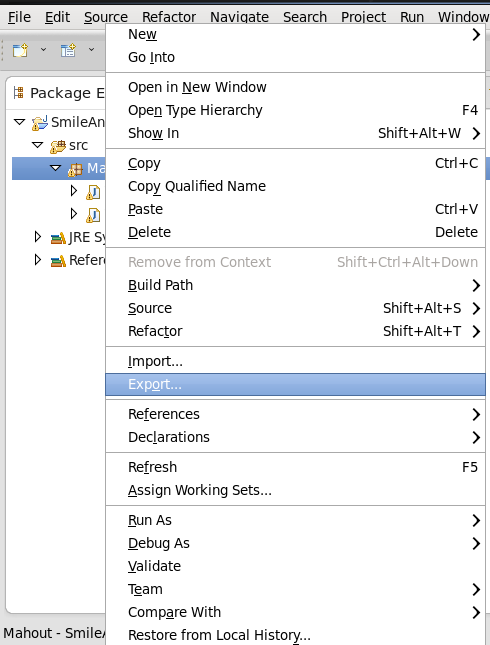 File Edit Source Refactor Navigate Search Project Run Window
New
Go Into
Package E
Open in New Window
Open Type Hierarchy F4
SmileAn
Show In Shift+Alt+W
src
Copy Ctrl+C
Ma
Copy Qualified Name
Paste Ctrl+V
Delete Delete
JRE Sy
Refere
Remove from Context Shift+Ctrl+Alt+Down
Build Path
Source Shift+Alt+S
Refactor Shift+Alt+T
Import...
Export...
References
Declarations
Refresh F5
Assign Working Sets...
Run As
Debug As
Validate
Team
Compare With
Mahout - SmileA
Restore from Local History...